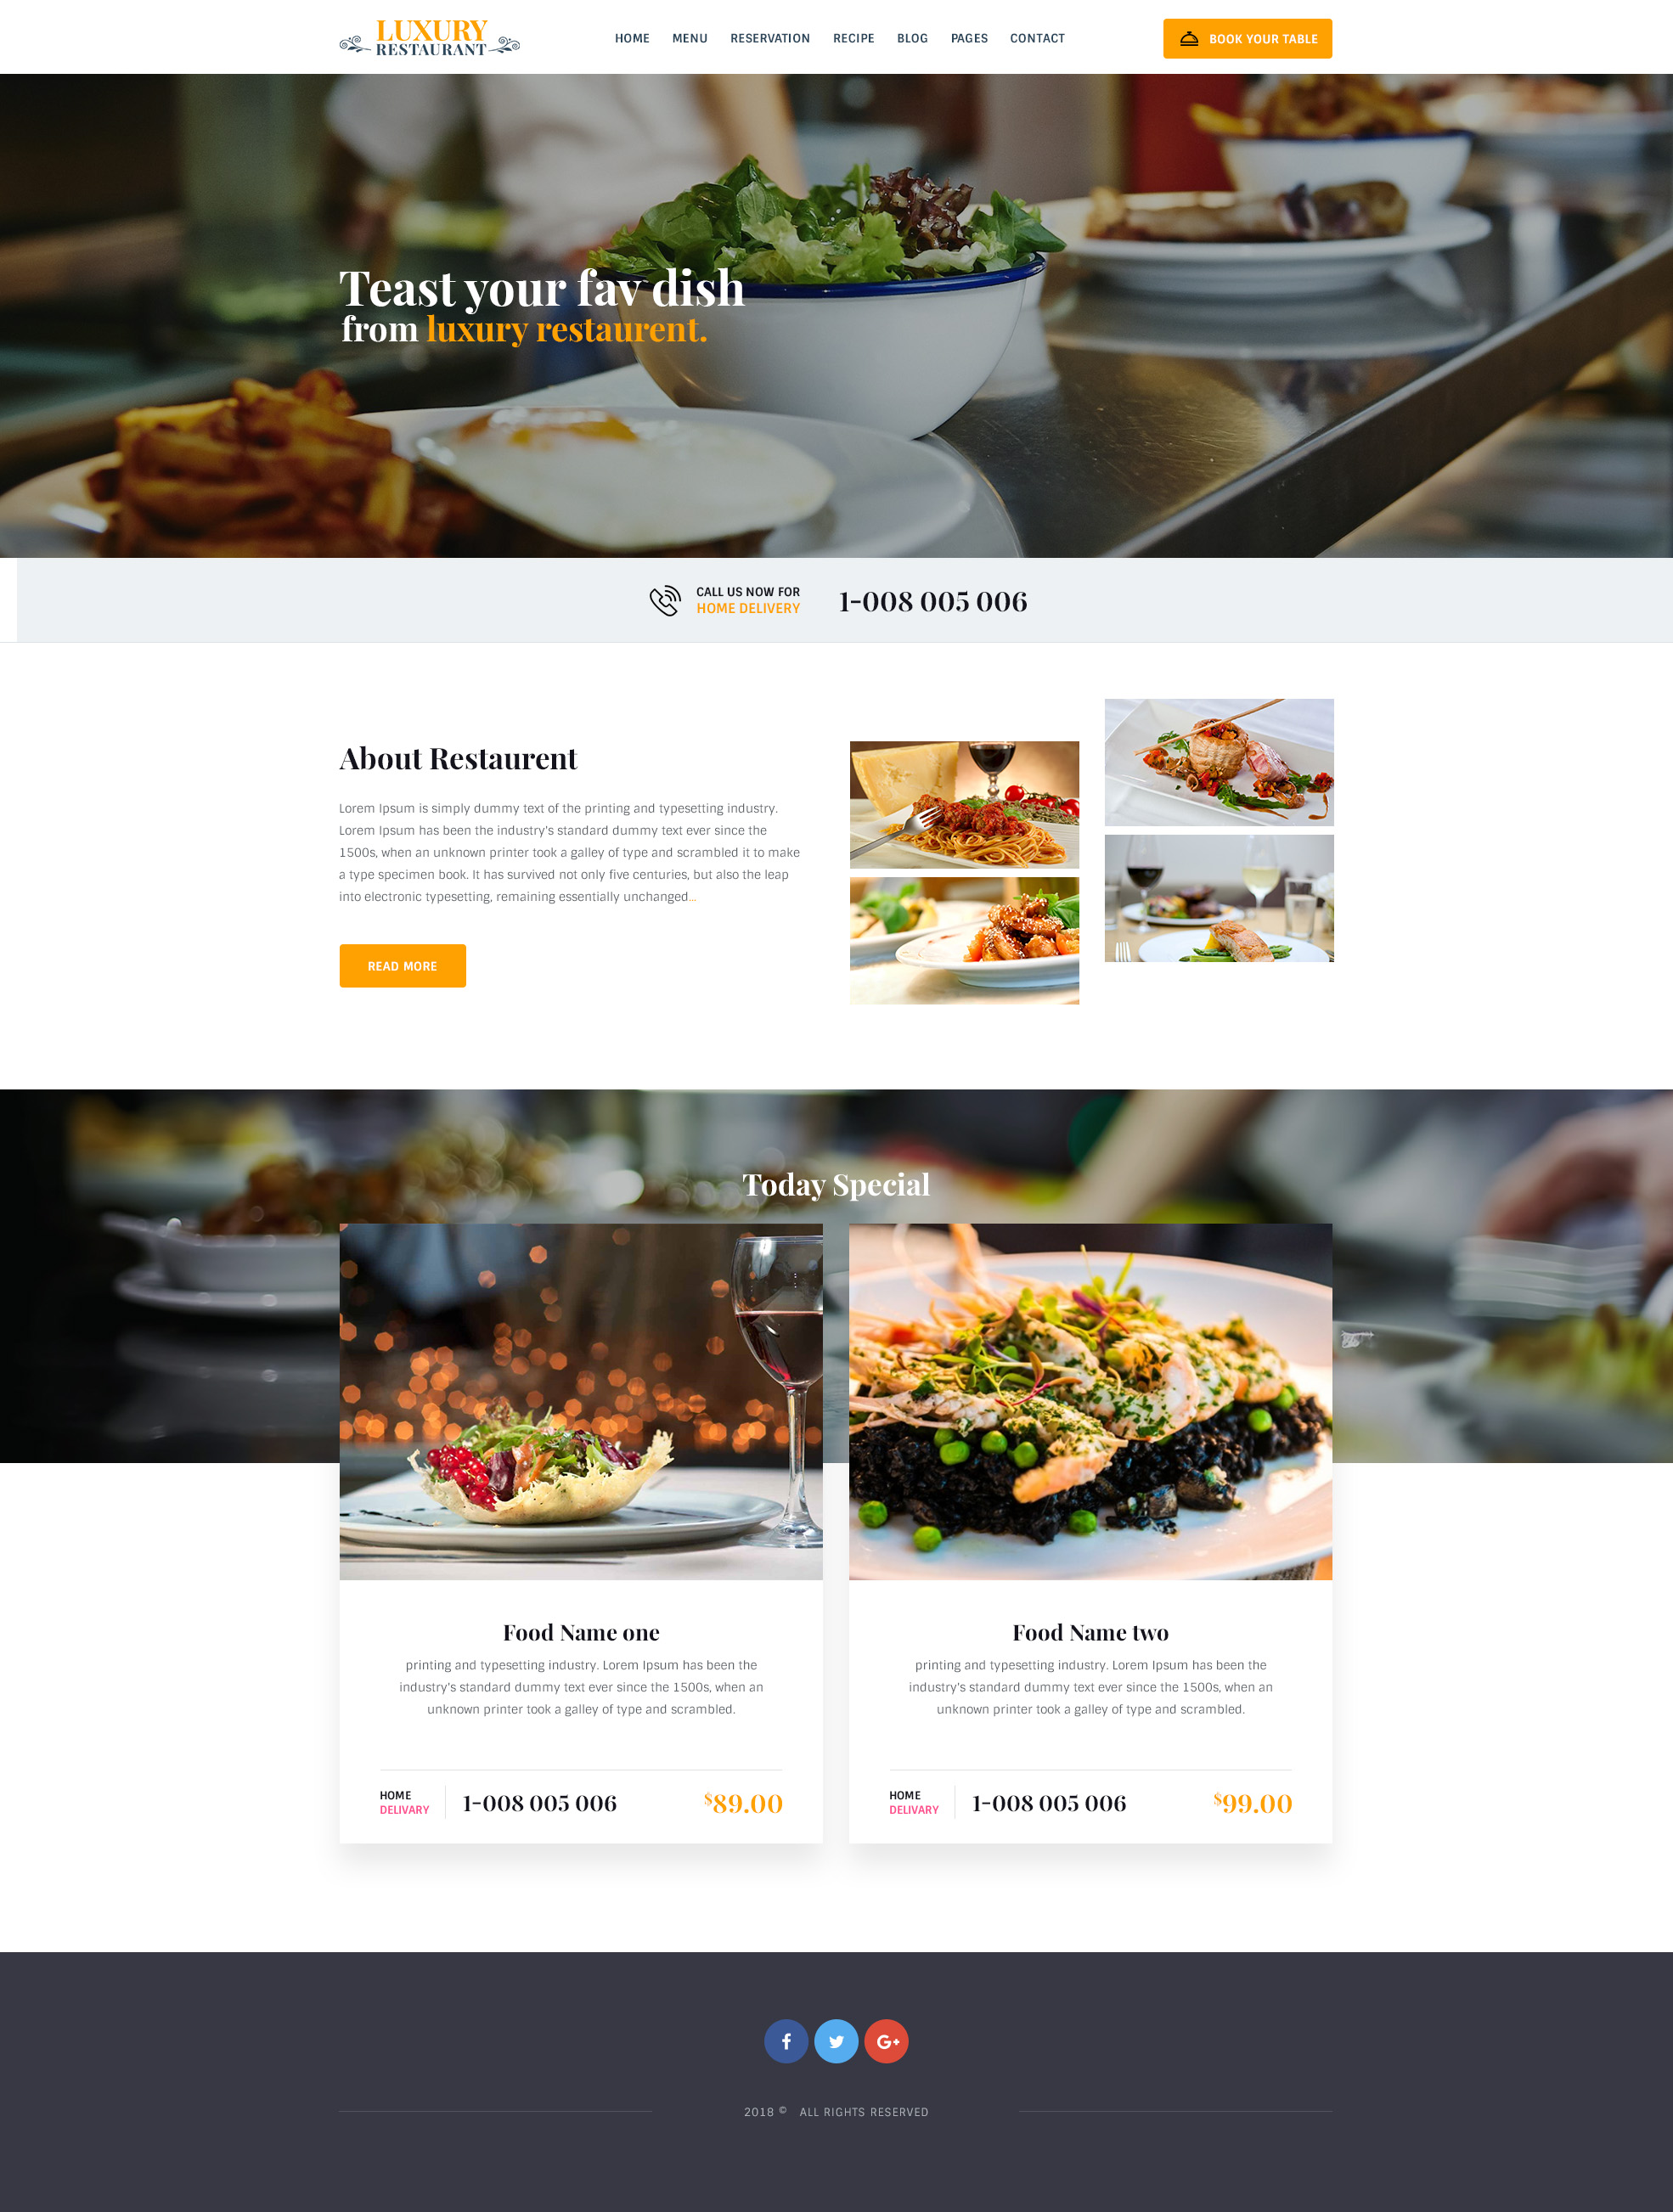 LUXURY
RESTAURANT
HOME MENU RESERVATION RECIPE BLOG PAGES CONTACT
BOOK YOUR TABLE
Teast your fav dish
from luxury restaurent.
CALL US NOW FOR
HOME DELIVERY
1-008 005 006
About Restaurent
Lorem Ipsum is simply dummy text of the printing and typesetting industry.
Lorem Ipsum has been the industry's standard dummy text ever since the
1500s, when an unknown printer took a galley of type and scrambled it to make
a type specimen book. It has survived not only five centuries, but also the leap
into electronic typesetting, remaining essentially unchanged...
READ MORE
Today Special
Food Name one
printing and typesetting industry. Lorem Ipsum has been the
industry's standard dummy text ever since the 1500s, when an
unknown printer took a galley of type and scrambled.
HOME
DELIVARY
1-008 005 006
$89.00
Food Name two
printing and typesetting industry. Lorem Ipsum has been the
industry's standard dummy text ever since the 1500s, when an
unknown printer took a galley of type and scrambled.
HOME
DELIVARY
1-008 005 006
$99.00
2018 © ALL RIGHTS RESERVED